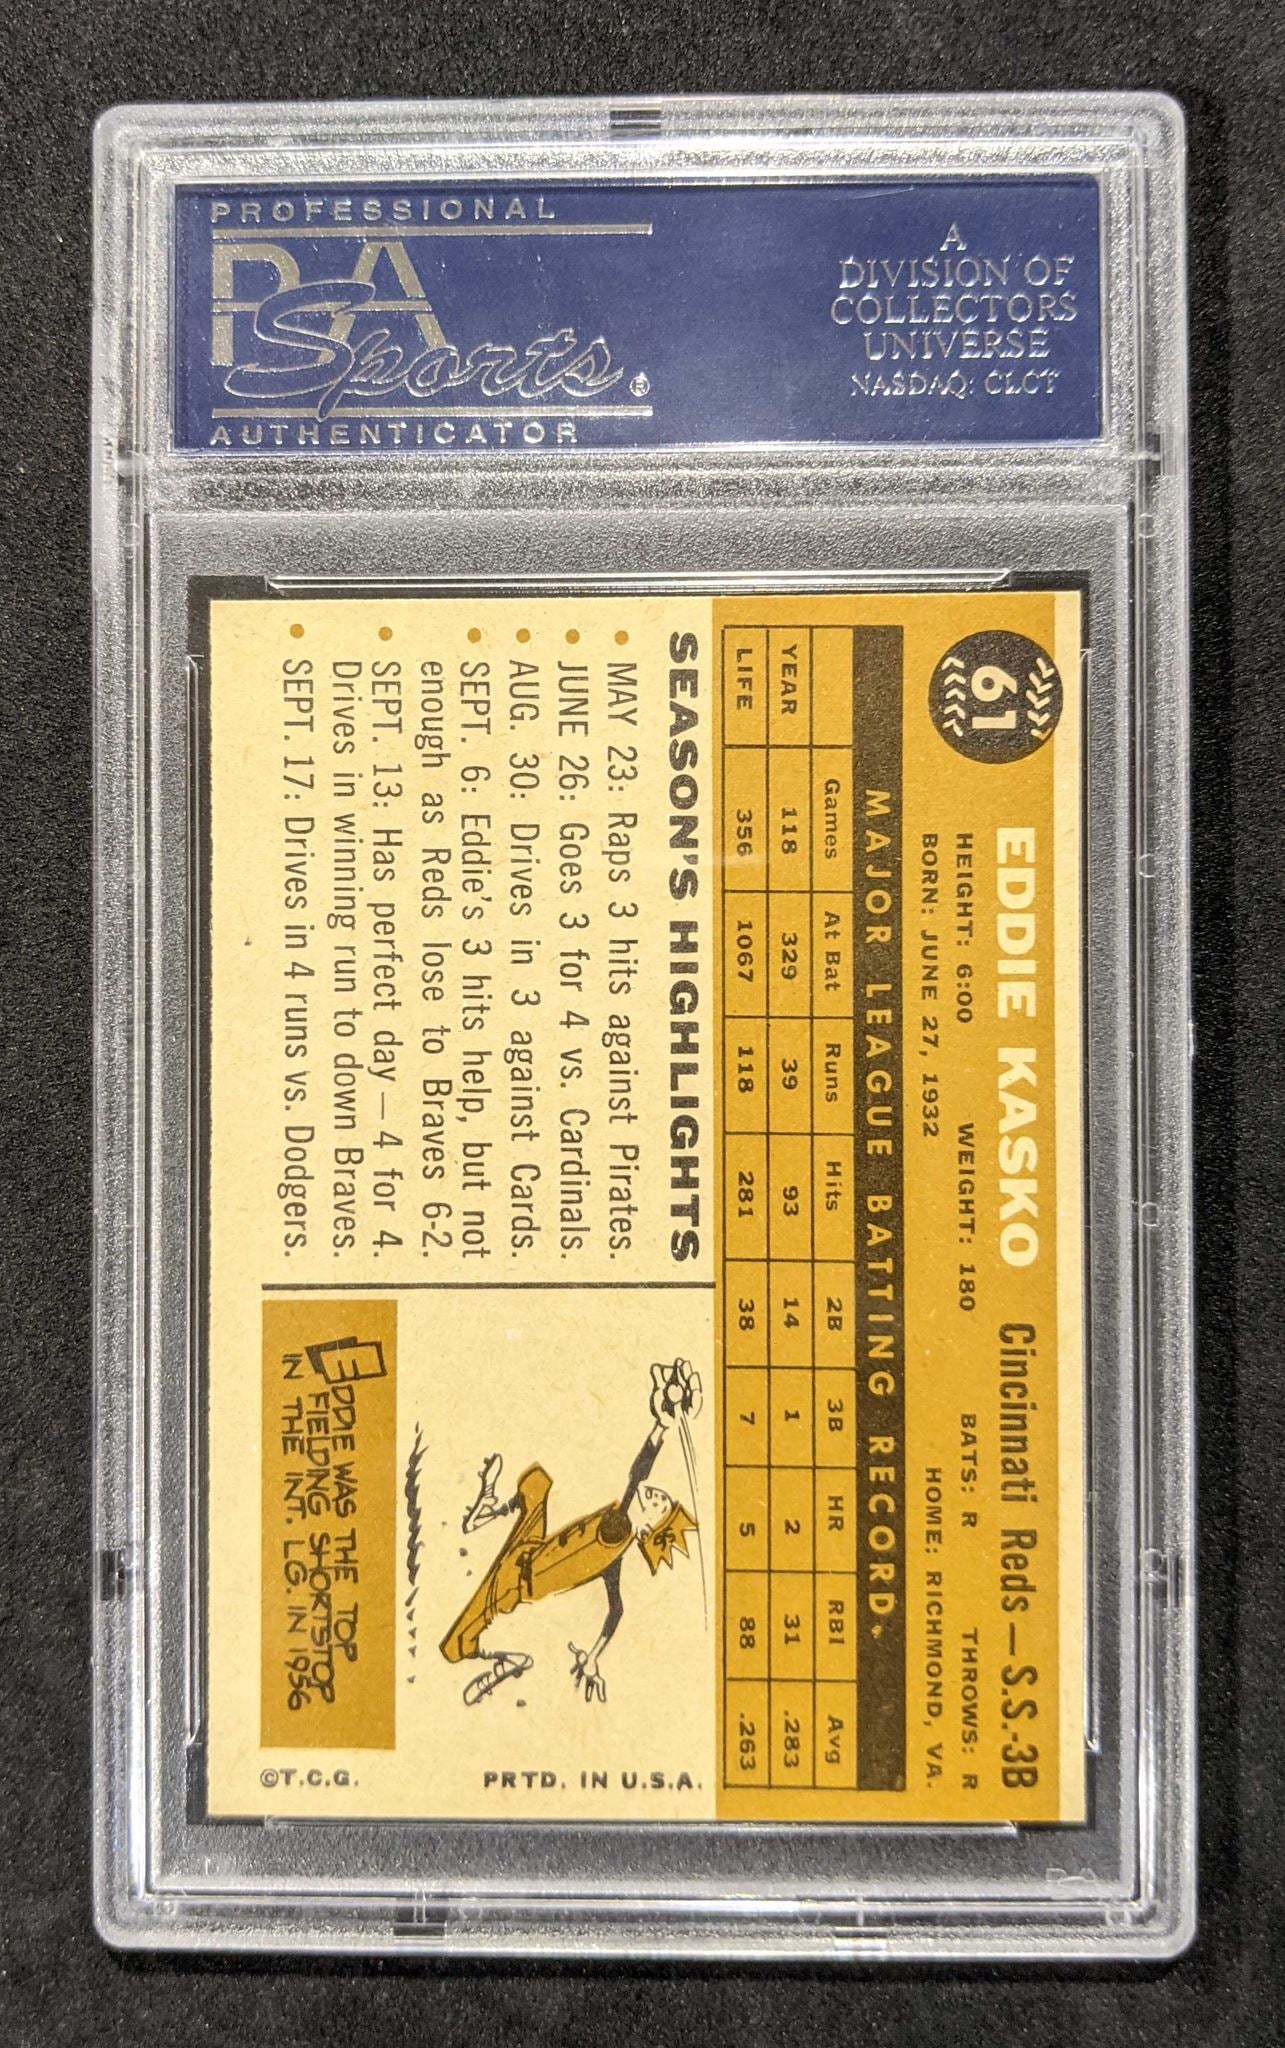 PROFESSIONAL
PSA
Sports®
AUTHENTICATOR
A
DIVISION OF
COLLECTORS
UNIVERSE
NASDAQ: CLCT
61
EDDIE KASKO Cincinnati Reds—S.S.-3B
HEIGHT: 6:00 WEIGHT: 180 BATS: R THROWS: R
BORN: JUNE 27, 1932 HOME: RICHMOND, VA.
MAJOR LEAGUE BATTING RECORD
Games At Bat Runs Hits 2B 3B HR RBI Avg
YEAR 118 329 39 93 14 1 2 31 .283
LIFE 356 1067 118 281 38 7 5 88 .263
SEASON'S HIGHLIGHTS
• MAY 23: Raps 3 hits against Pirates.
• JUNE 26: Goes 3 for 4 vs. Cardinals.
• AUG. 30: Drives in 3 against Cards.
• SEPT. 6: Eddie's 3 hits help, but not
enough as Reds lose to Braves 6-2.
• SEPT. 13: Has perfect day—4 for 4.
Drives in winning run to down Braves.
• SEPT. 17: Drives in 4 runs vs. Dodgers.
EDDIE WAS THE TOP
FIELDING SHORTSTOP
IN THE INT. LG. IN 1956
PRTD. IN U.S.A.
©T.C.G.
PSA